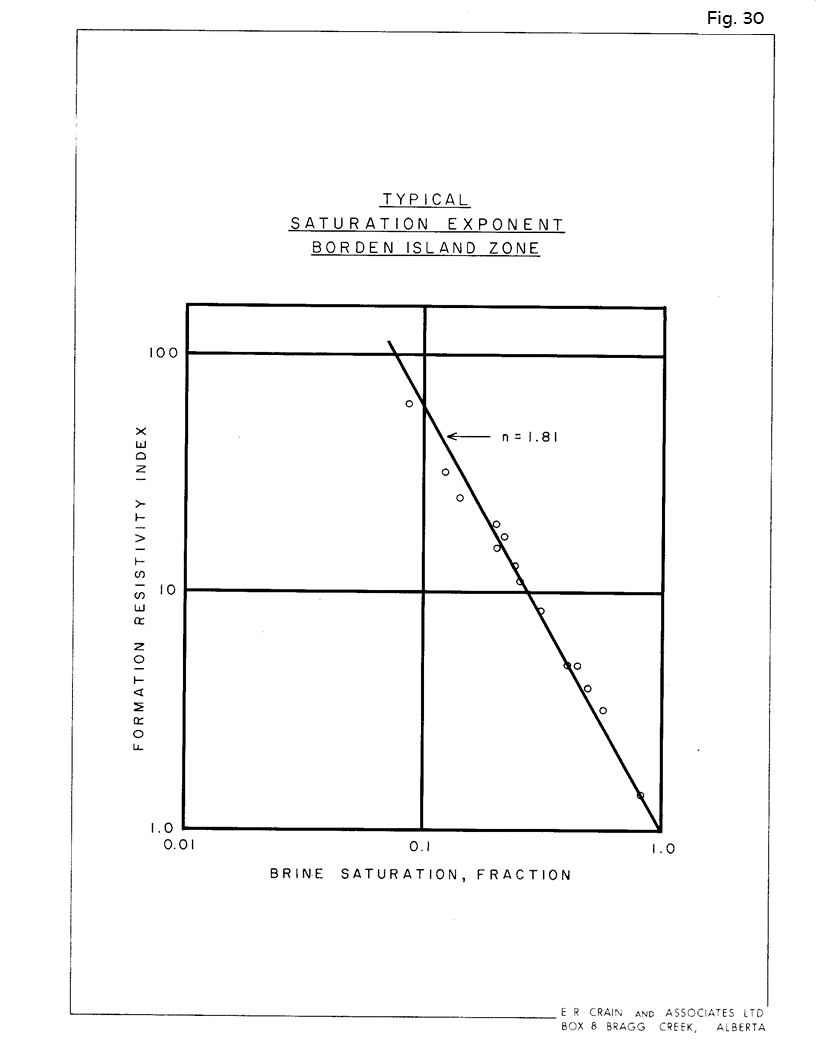 Fig. 30
TYPICAL
SATURATION EXPONENT
BORDEN ISLAND ZONE
100
n = 1.81
FORMATION RESISTIVITY INDEX
10
1.0
0.01
0.1
1.0
BRINE SATURATION, FRACTION
E R CRAIN AND ASSOCIATES LTD
BOX 8 BRAGG CREEK, ALBERTA